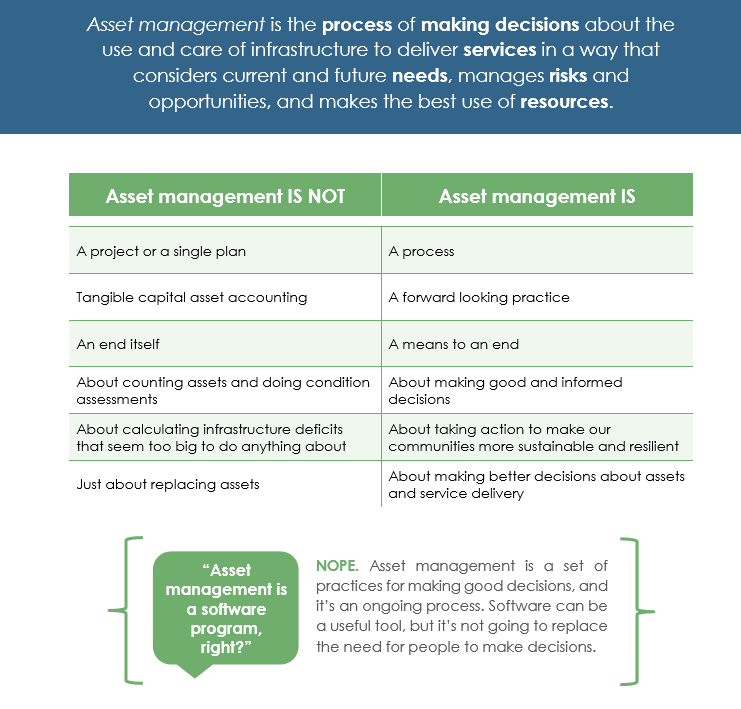 Asset management is the process of making decisions about the
use and care of infrastructure to deliver services in a way that
considers current and future needs, manages risks and
opportunities, and makes the best use of resources.
Asset management IS NOT
Asset management IS
A project or a single plan
A process
Tangible capital asset accounting
A forward looking practice
An end itself
A means to an end
About counting assets and doing condition
assessments
About making good and informed
decisions
About calculating infrastructure deficits
that seem too big to do anything about
About taking action to make our
communities more sustainable and resilient
Just about replacing assets
About making better decisions about assets
and service delivery
“Asset
management is
a software
program,
right?”
NOPE. Asset management is a set of
practices for making good decisions, and
it’s an ongoing process. Software can be
a useful tool, but it’s not going to replace
the need for people to make decisions.